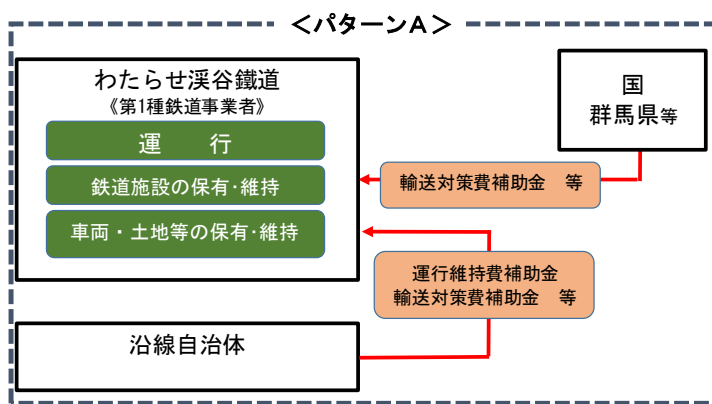 ＜パターンA＞
わたらせ渓谷鐵道
《第1種鉄道事業者》
運　　行
鉄道施設の保有･維持
車両・土地等の保有･維持
国
群馬県等
輸送対策費補助金　等
運行維持費補助金
輸送対策費補助金　等
沿線自治体